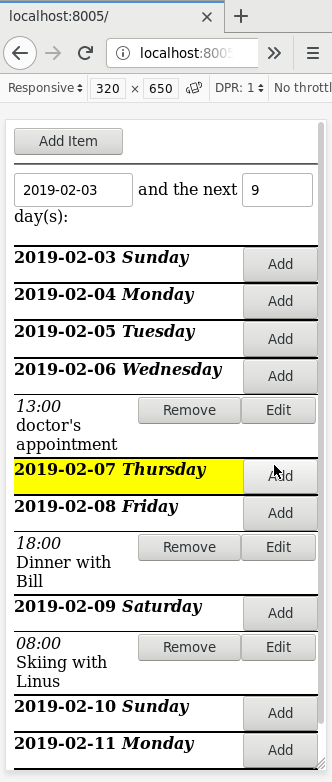 localhost:8005/
localhost:8005
Responsive 320 × 650 DPR: 1 No throttl
Add Item
2019-02-03 and the next 9
day(s):
2019-02-03 Sunday Add
2019-02-04 Monday Add
2019-02-05 Tuesday Add
2019-02-06 Wednesday Add
13:00 Remove Edit
doctor's
appointment
2019-02-07 Thursday Add
2019-02-08 Friday Add
18:00 Remove Edit
Dinner with
Bill
2019-02-09 Saturday Add
08:00 Remove Edit
Skiing with
Linus
2019-02-10 Sunday Add
2019-02-11 Monday Add